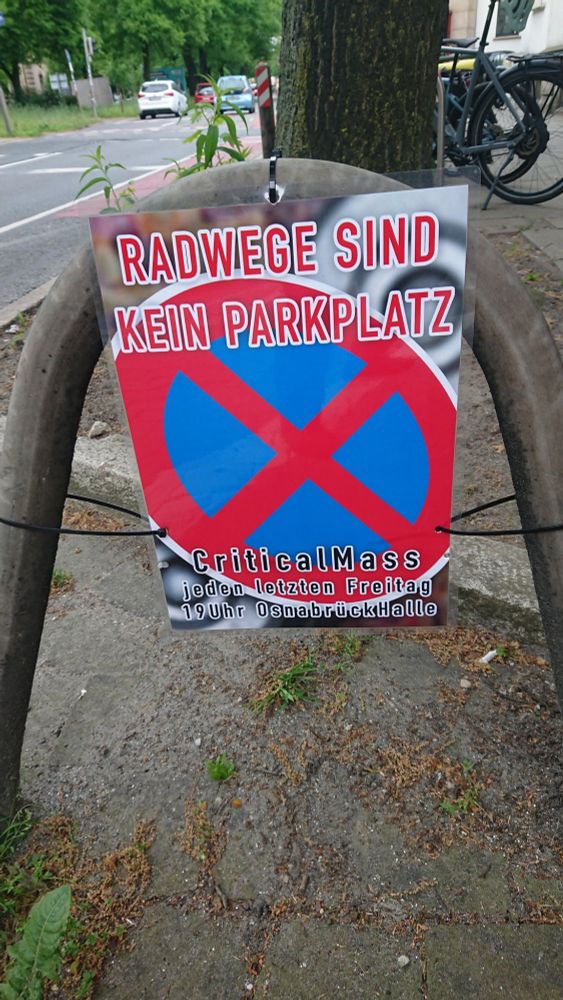 RADWEGE SIND
KEIN PARKPLATZ
CriticalMass
jeden letzten Freitag
19Uhr OsnabrückHalle